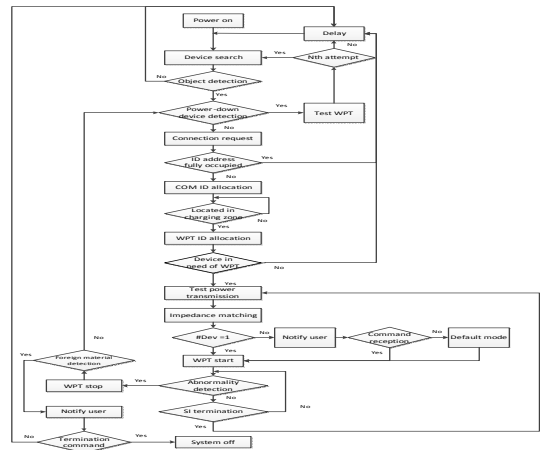 Power on
Delay
No
Yes
Device search
Nth attempt
No
Object detection
Yes
Power-down
device detection
Yes
Test WPT
No
Connection request
ID address
fully occupied
Yes
No
COM ID allocation
Located in
charging zone
No
Yes
WPT ID allocation
Device in
need of WPT
No
Yes
Test power
transmission
Impedance matching
#Dev =1
No
Notify user
Command
reception
No
Default mode
Yes
Yes
No
Yes
Foreign material
detection
WPT start
WPT stop
Yes
Abnormality
detection
No
No
Notify user
SI termination
Yes
No
Termination
command
Yes
System off